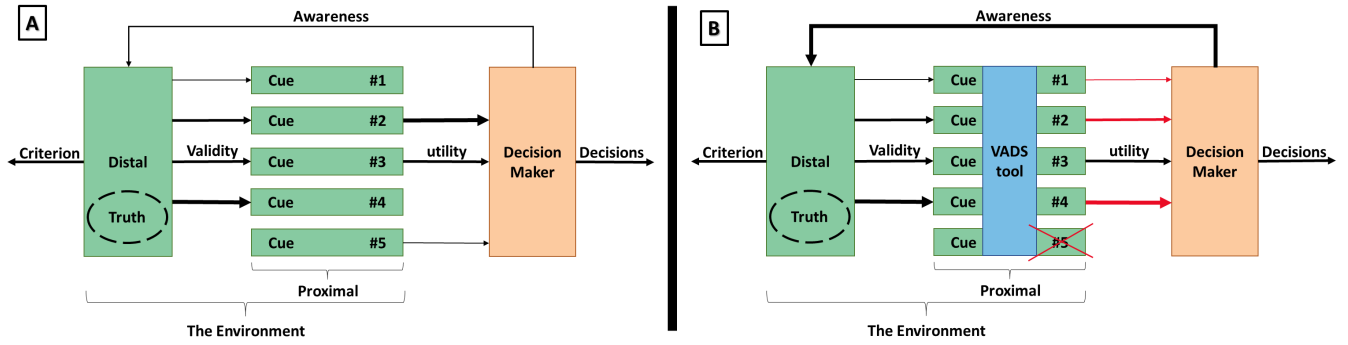 A
Awareness
Cue #1
Cue #2
Criterion
Distal
Validity
Cue #3
utility
Decision
Maker
Decisions
Truth
Cue #4
Cue #5
Proximal
The Environment
B
Awareness
Cue #1
Cue #2
Criterion
Distal
Validity
Cue
VADS
tool
#3
utility
Decision
Maker
Decisions
Truth
Cue #4
Cue #5
Proximal
The Environment